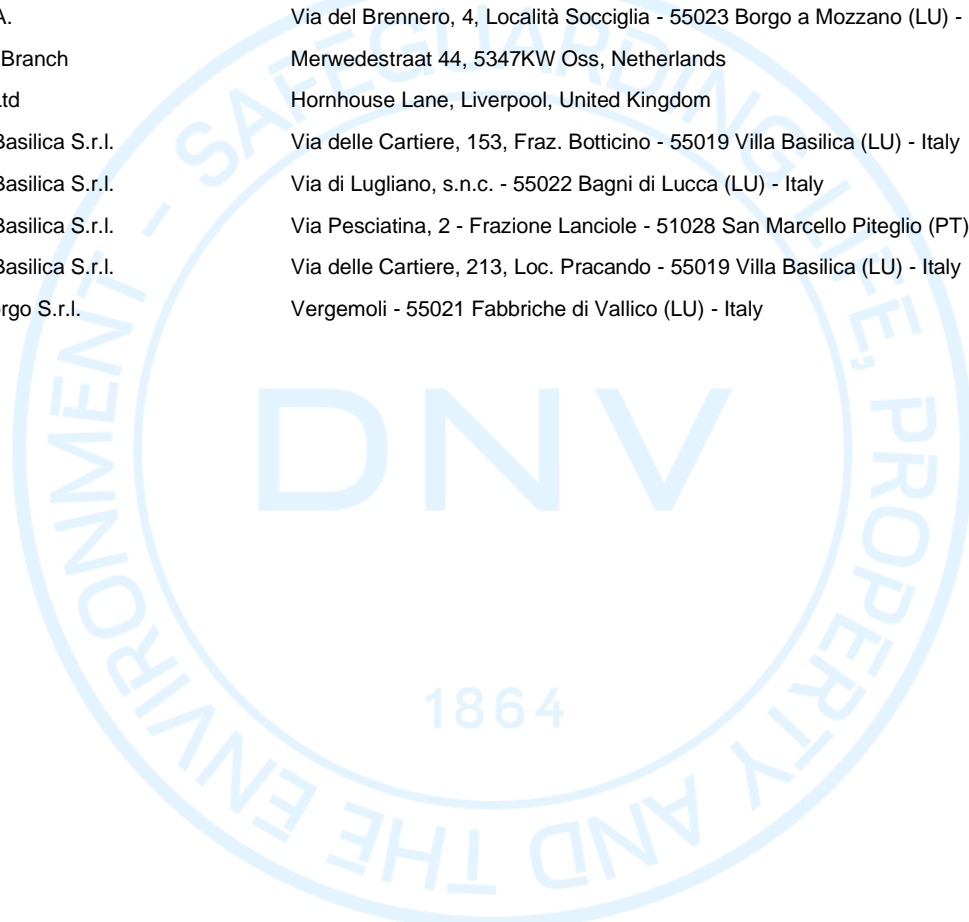 A. Via del Brennero, 4, Località Socciglia - 55023 Borgo a Mozzano (LU) -
Branch Merwedestraat 44, 5347KW Oss, Netherlands
Ltd Hornhouse Lane, Liverpool, United Kingdom
Basilica S.r.l. Via delle Cartiere, 153, Fraz. Botticino - 55019 Villa Basilica (LU) - Italy
Basilica S.r.l. Via di Lugliano, s.n.c. - 55022 Bagni di Lucca (LU) - Italy
Basilica S.r.l. Via Pesciatina, 2 - Frazione Lanciole - 51028 San Marcello Piteglio (PT)
Basilica S.r.l. Via delle Cartiere, 213, Loc. Pracando - 55019 Villa Basilica (LU) - Italy
rgo S.r.l. Vergemoli - 55021 Fabbriche di Vallico (LU) - Italy
SAFEGUARDING LIFE, PROPERTY AND THE ENVIRONMENT -
DNV
1864